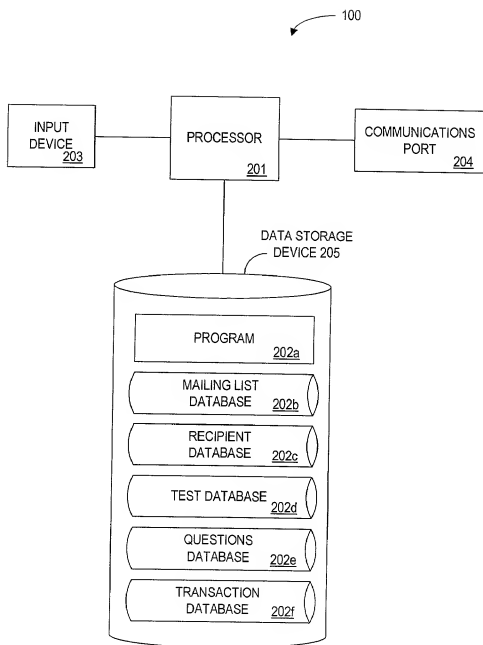 100
INPUT
DEVICE
203
PROCESSOR
201
COMMUNICATIONS
PORT
204
DATA STORAGE
DEVICE 205
PROGRAM
202a
MAILING LIST
DATABASE
202b
RECIPIENT
DATABASE
202c
TEST DATABASE
202d
QUESTIONS
DATABASE
202e
TRANSACTION
DATABASE
202f